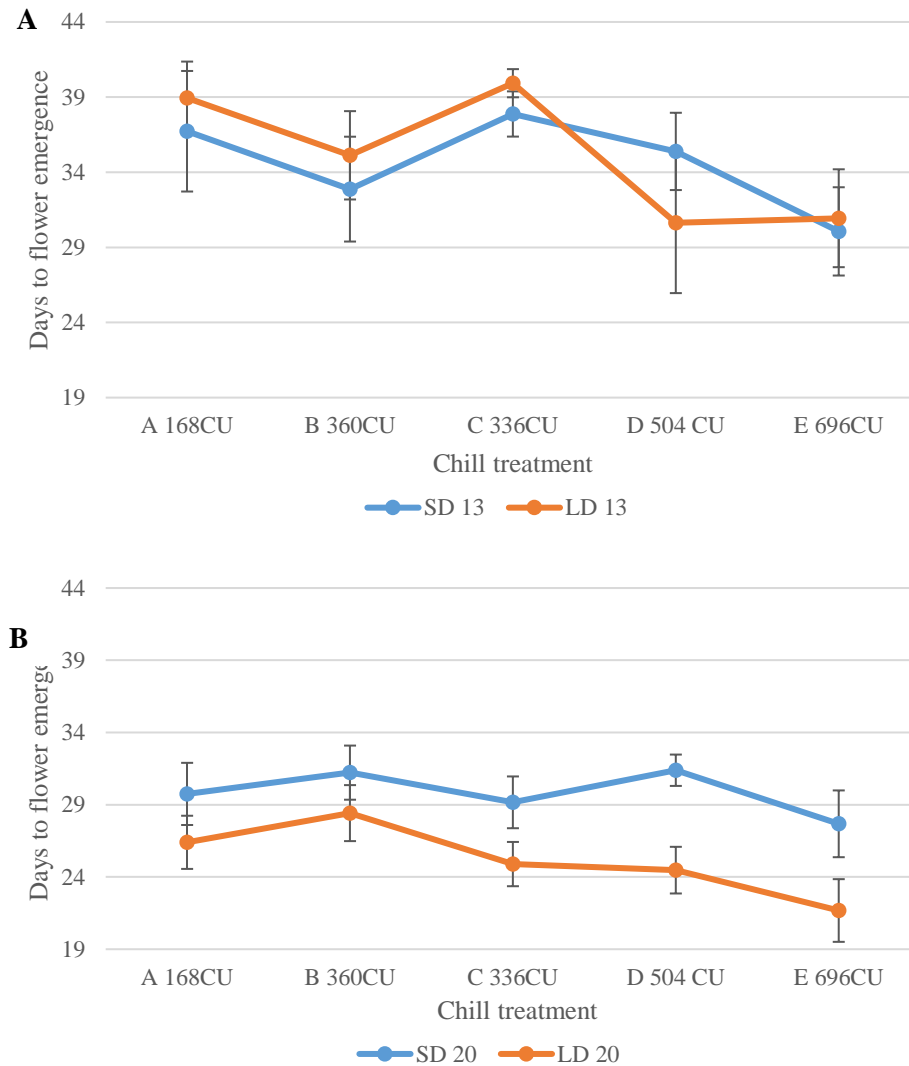 A
Days to flower emergence
44
39
34
29
24
19
A 168CU B 360CU C 336CU D 504 CU E 696CU
Chill treatment
SD 13 LD 13
B
Days to flower emerge
44
39
34
29
24
19
A 168CU B 360CU C 336CU D 504 CU E 696CU
Chill treatment
SD 20 LD 20